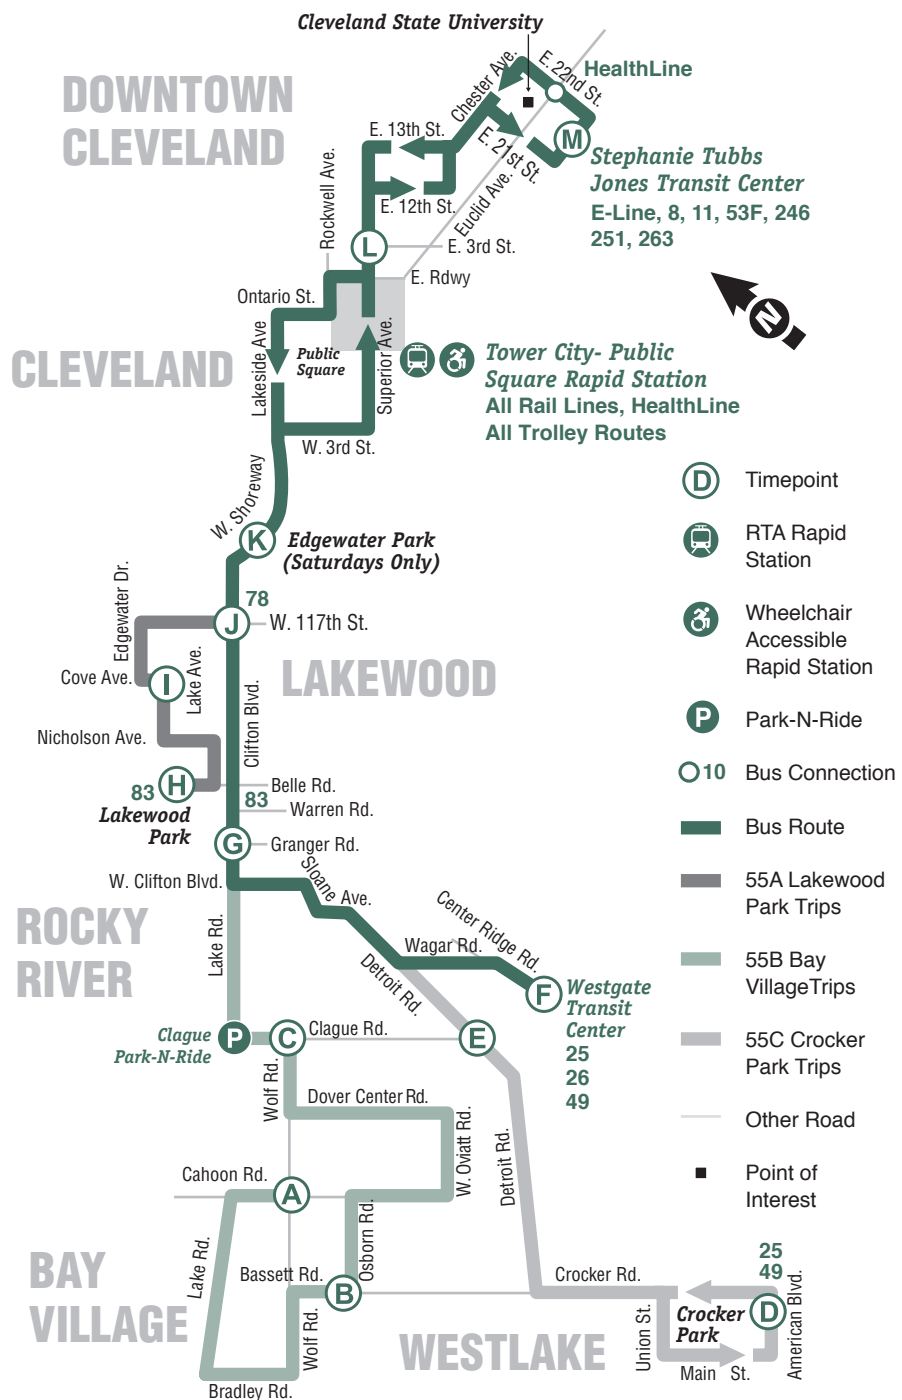 Cleveland State University
DOWNTOWN
CLEVELAND
Chester Ave.
E. 22nd St.
HealthLine
E. 13th St.
E. 21st St.
M
Stephanie Tubbs
Jones Transit Center
E-Line, 8, 11, 53F, 246
251, 263
E. 12th St.
Euclid Ave.
Rockwell Ave.
L
E. 3rd St.
E. Rdwy
Ontario St.
N
Lakeside Ave
Public
Square
Superior Ave.
CLEVELAND
Tower City- Public
Square Rapid Station
All Rail Lines, HealthLine
All Trolley Routes
W. 3rd St.
W. Shoreway
K
Edgewater Park
(Saturdays Only)
D
Timepoint
RTA Rapid
Station
Wheelchair
Accessible
Rapid Station
P
Park-N-Ride
10
Bus Connection
Bus Route
55A Lakewood
Park Trips
55B Bay
VillageTrips
55C Crocker
Park Trips
Other Road
Point of
Interest
Edgewater Dr.
78
J
W. 117th St.
Cove Ave.
I
Lake Ave.
LAKEWOOD
Clifton Blvd.
Nicholson Ave.
83
H
Belle Rd.
Lakewood
Park
83
Warren Rd.
G
Granger Rd.
W. Clifton Blvd.
Sloane Ave.
ROCKY
RIVER
Lake Rd.
Center Ridge Rd.
Wagar Rd.
Detroit Rd.
F
Westgate
Transit
Center
25
26
49
Clague
Park-N-Ride
P
C
Clague Rd.
E
Wolf Rd.
Dover Center Rd.
W. Oviatt Rd.
Detroit Rd.
Cahoon Rd.
A
Lake Rd.
Osborn Rd.
BAY
VILLAGE
Bassett Rd.
B
Wolf Rd.
Bradley Rd.
WESTLAKE
Crocker Rd.
25
49
Union St.
Crocker
Park
D
American Blvd.
Main St.